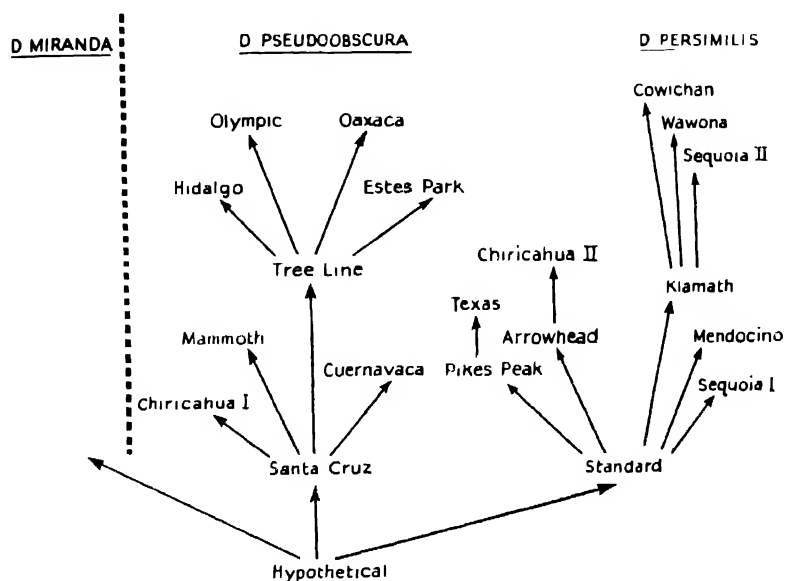 D MIRANDA
D PSEUDOOBSCURA
D PERSIMILIS
Cowichan
Olympic
Oaxaca
Wawona
Sequoia II
Hidalgo
Estes Park
Chiricahua II
Tree Line
Klamath
Texas
Mammoth
Arrowhead
Mendocino
Cuernavaca
Pikes Peak
Sequoia I
Chiricahua I
Santa Cruz
Standard
Hypothetical